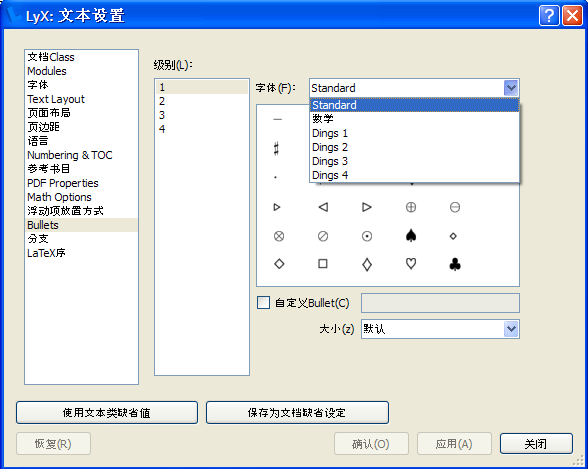 LyX: 文本设置
文档Class
Modules
字体
Text Layout
页面布局
页边距
语言
Numbering & TOC
参考书目
PDF Properties
Math Options
浮动项放置方式
Bullets
分支
LaTeX序
级别(L):
1
2
3
4
字体(F):
Standard
Standard
数学
Dings 1
Dings 2
Dings 3
Dings 4
自定义Bullet(C)
大小(z)
默认
使用文本类缺省值
保存为文档缺省设定
恢复(R)
确认(O)
应用(A)
关闭